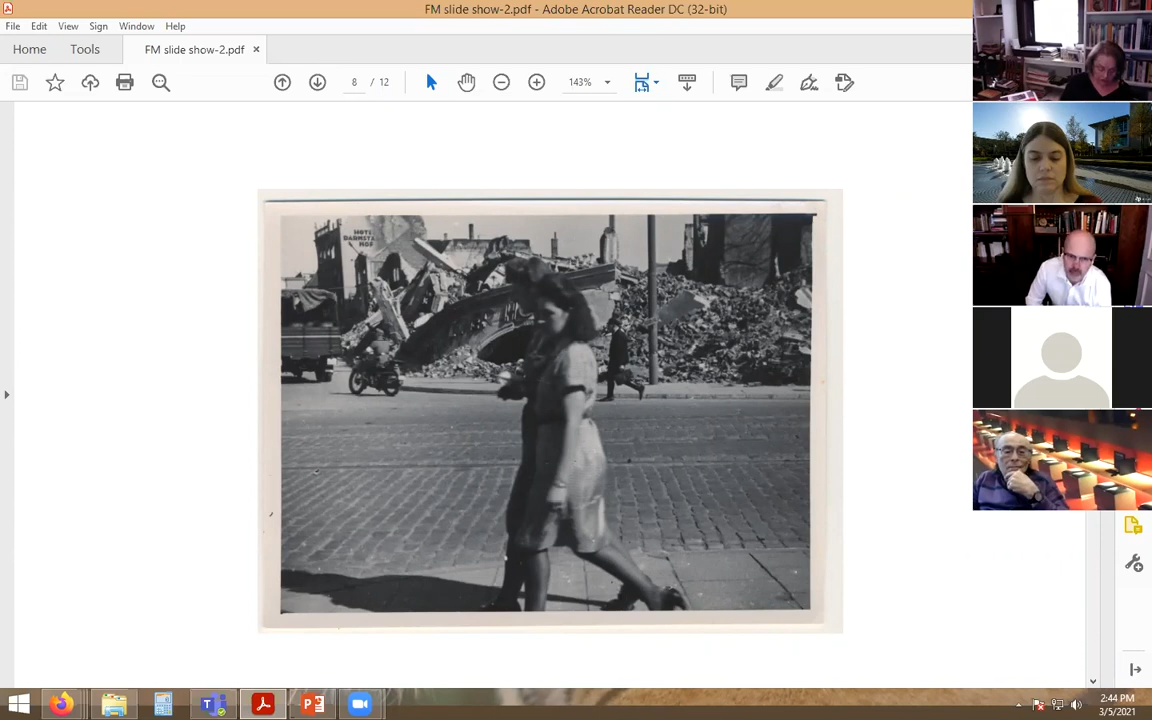 FM slide show-2.pdf - Adobe Acrobat Reader DC (32-bit)
File Edit View Sign Window Help
Home Tools FM slide show-2.pdf ×
8 / 12 143%
HOTEL
DARMSTÄ
HOF
2:44 PM
3/5/2021